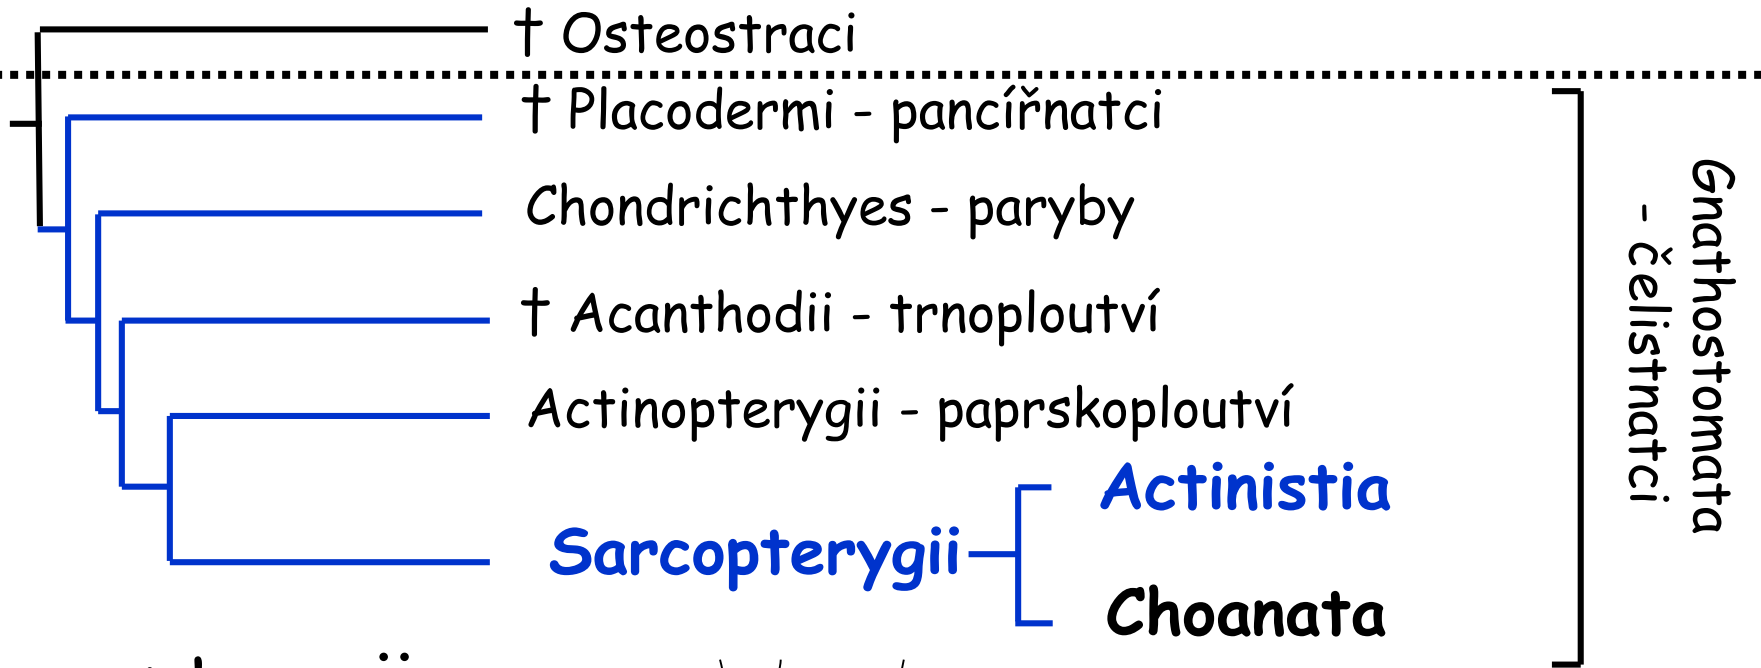 † Osteostraci
† Placodermi - pancířnatci
Chondrichthyes - paryby
† Acanthodii - trnoploutví
Actinopterygii - paprskoploutví
Actinistia
Sarcopterygii
Choanata
Gnathostomata
- čelistnatci